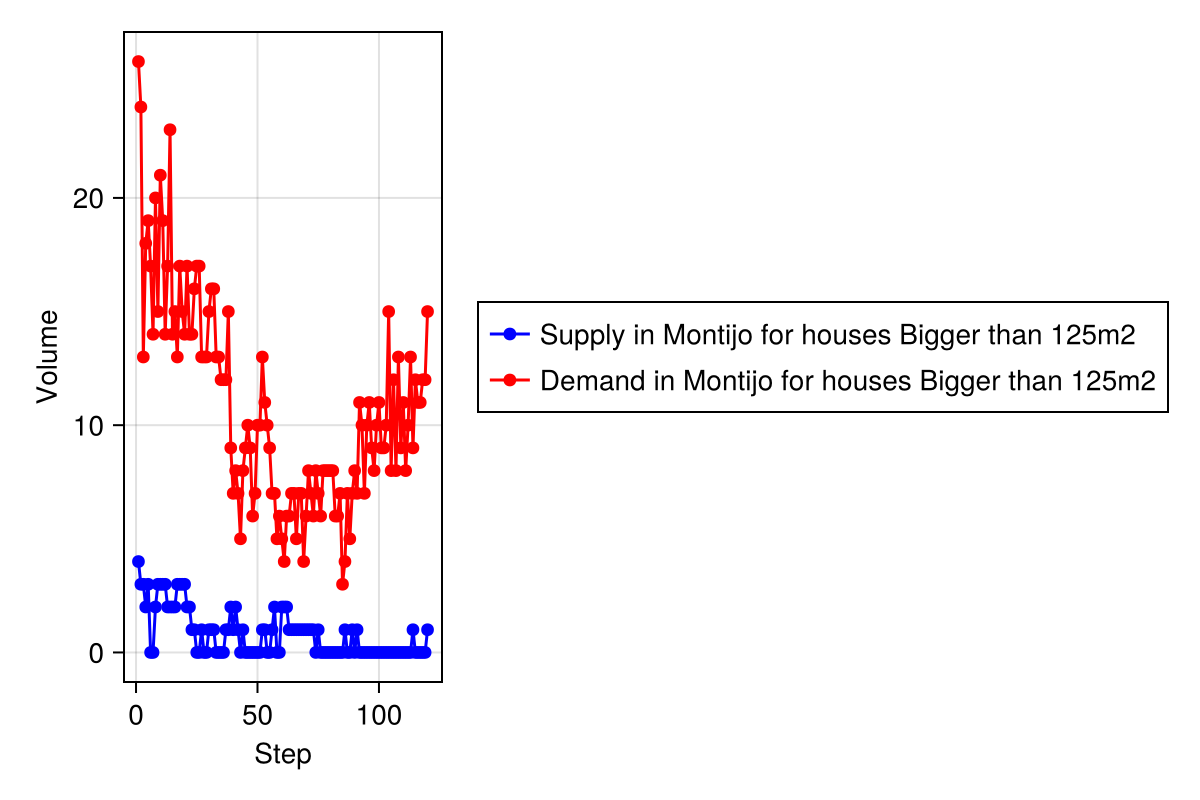 Volume
20
10
0
0
50
100
Step
Supply in Montijo for houses Bigger than 125m2
Demand in Montijo for houses Bigger than 125m2